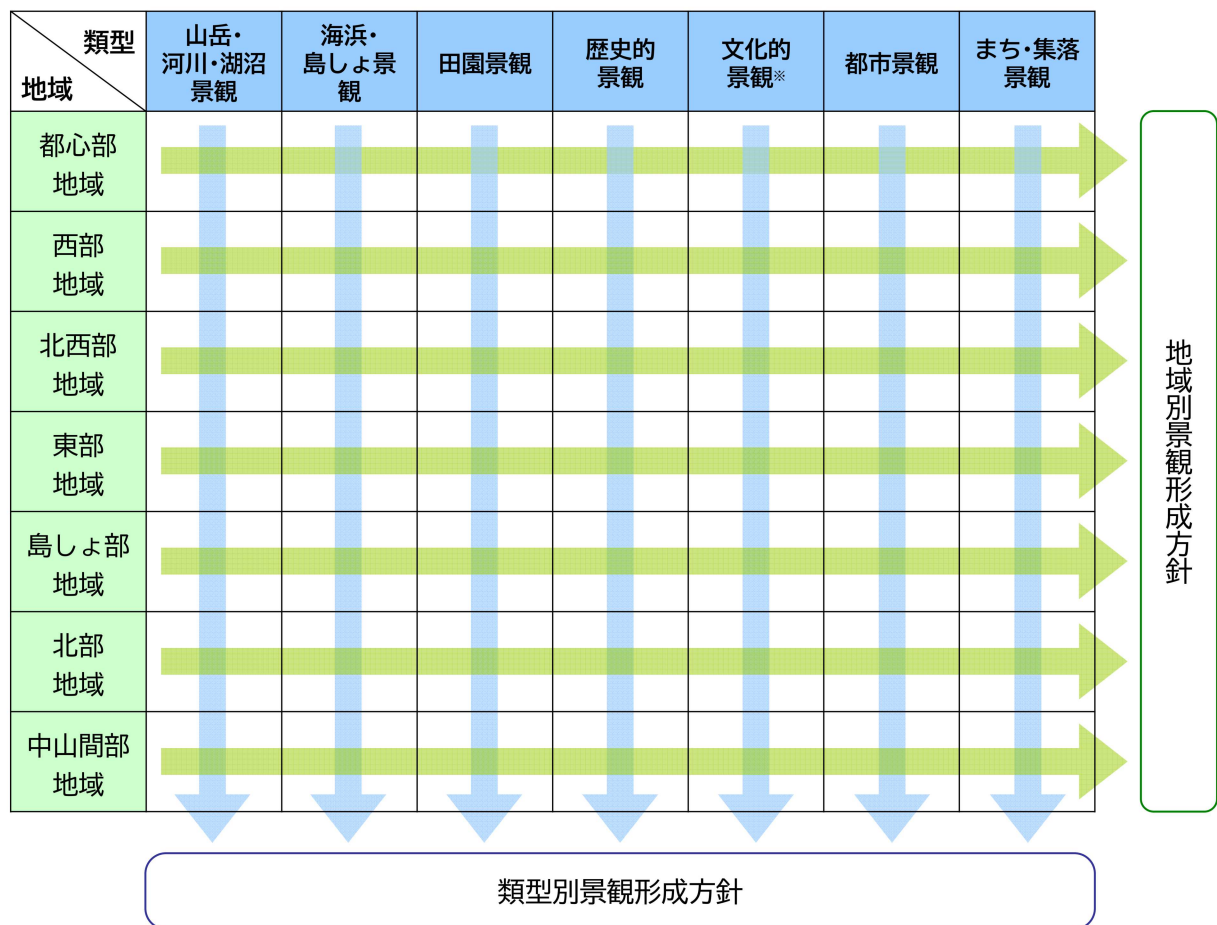 類型
地域
山岳・
河川・湖沼
景観
海浜・
島しょ景
観
田園景観
歴史的
景観
文化的
景観※
都市景観
まち・集落
景観
都心部
地域
西部
地域
北西部
地域
東部
地域
島しょ部
地域
北部
地域
中山間部
地域
地域別景観形成方針
類型別景観形成方針